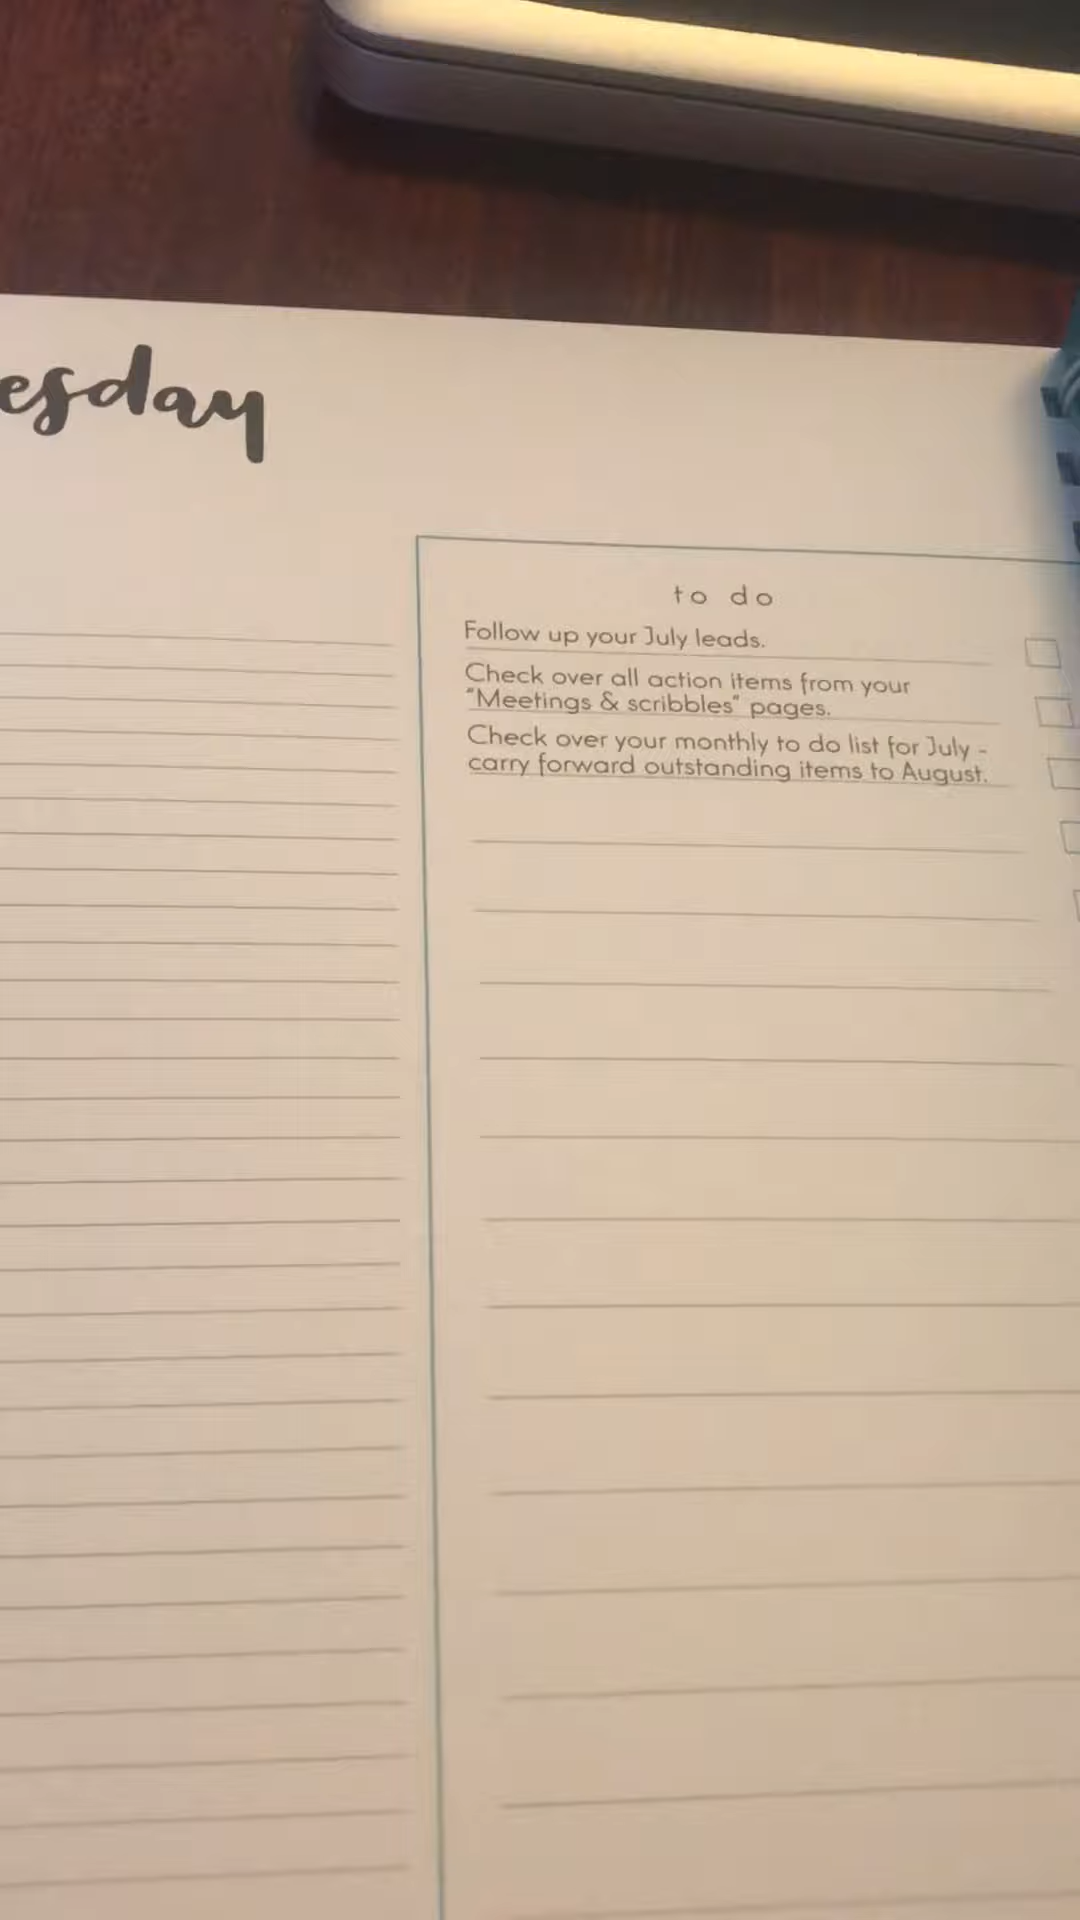 esday
to do
Follow up your July leads.
Check over all action items from your
"Meetings & scribbles" pages.
Check over your monthly to do list for July -
carry forward outstanding items to August.